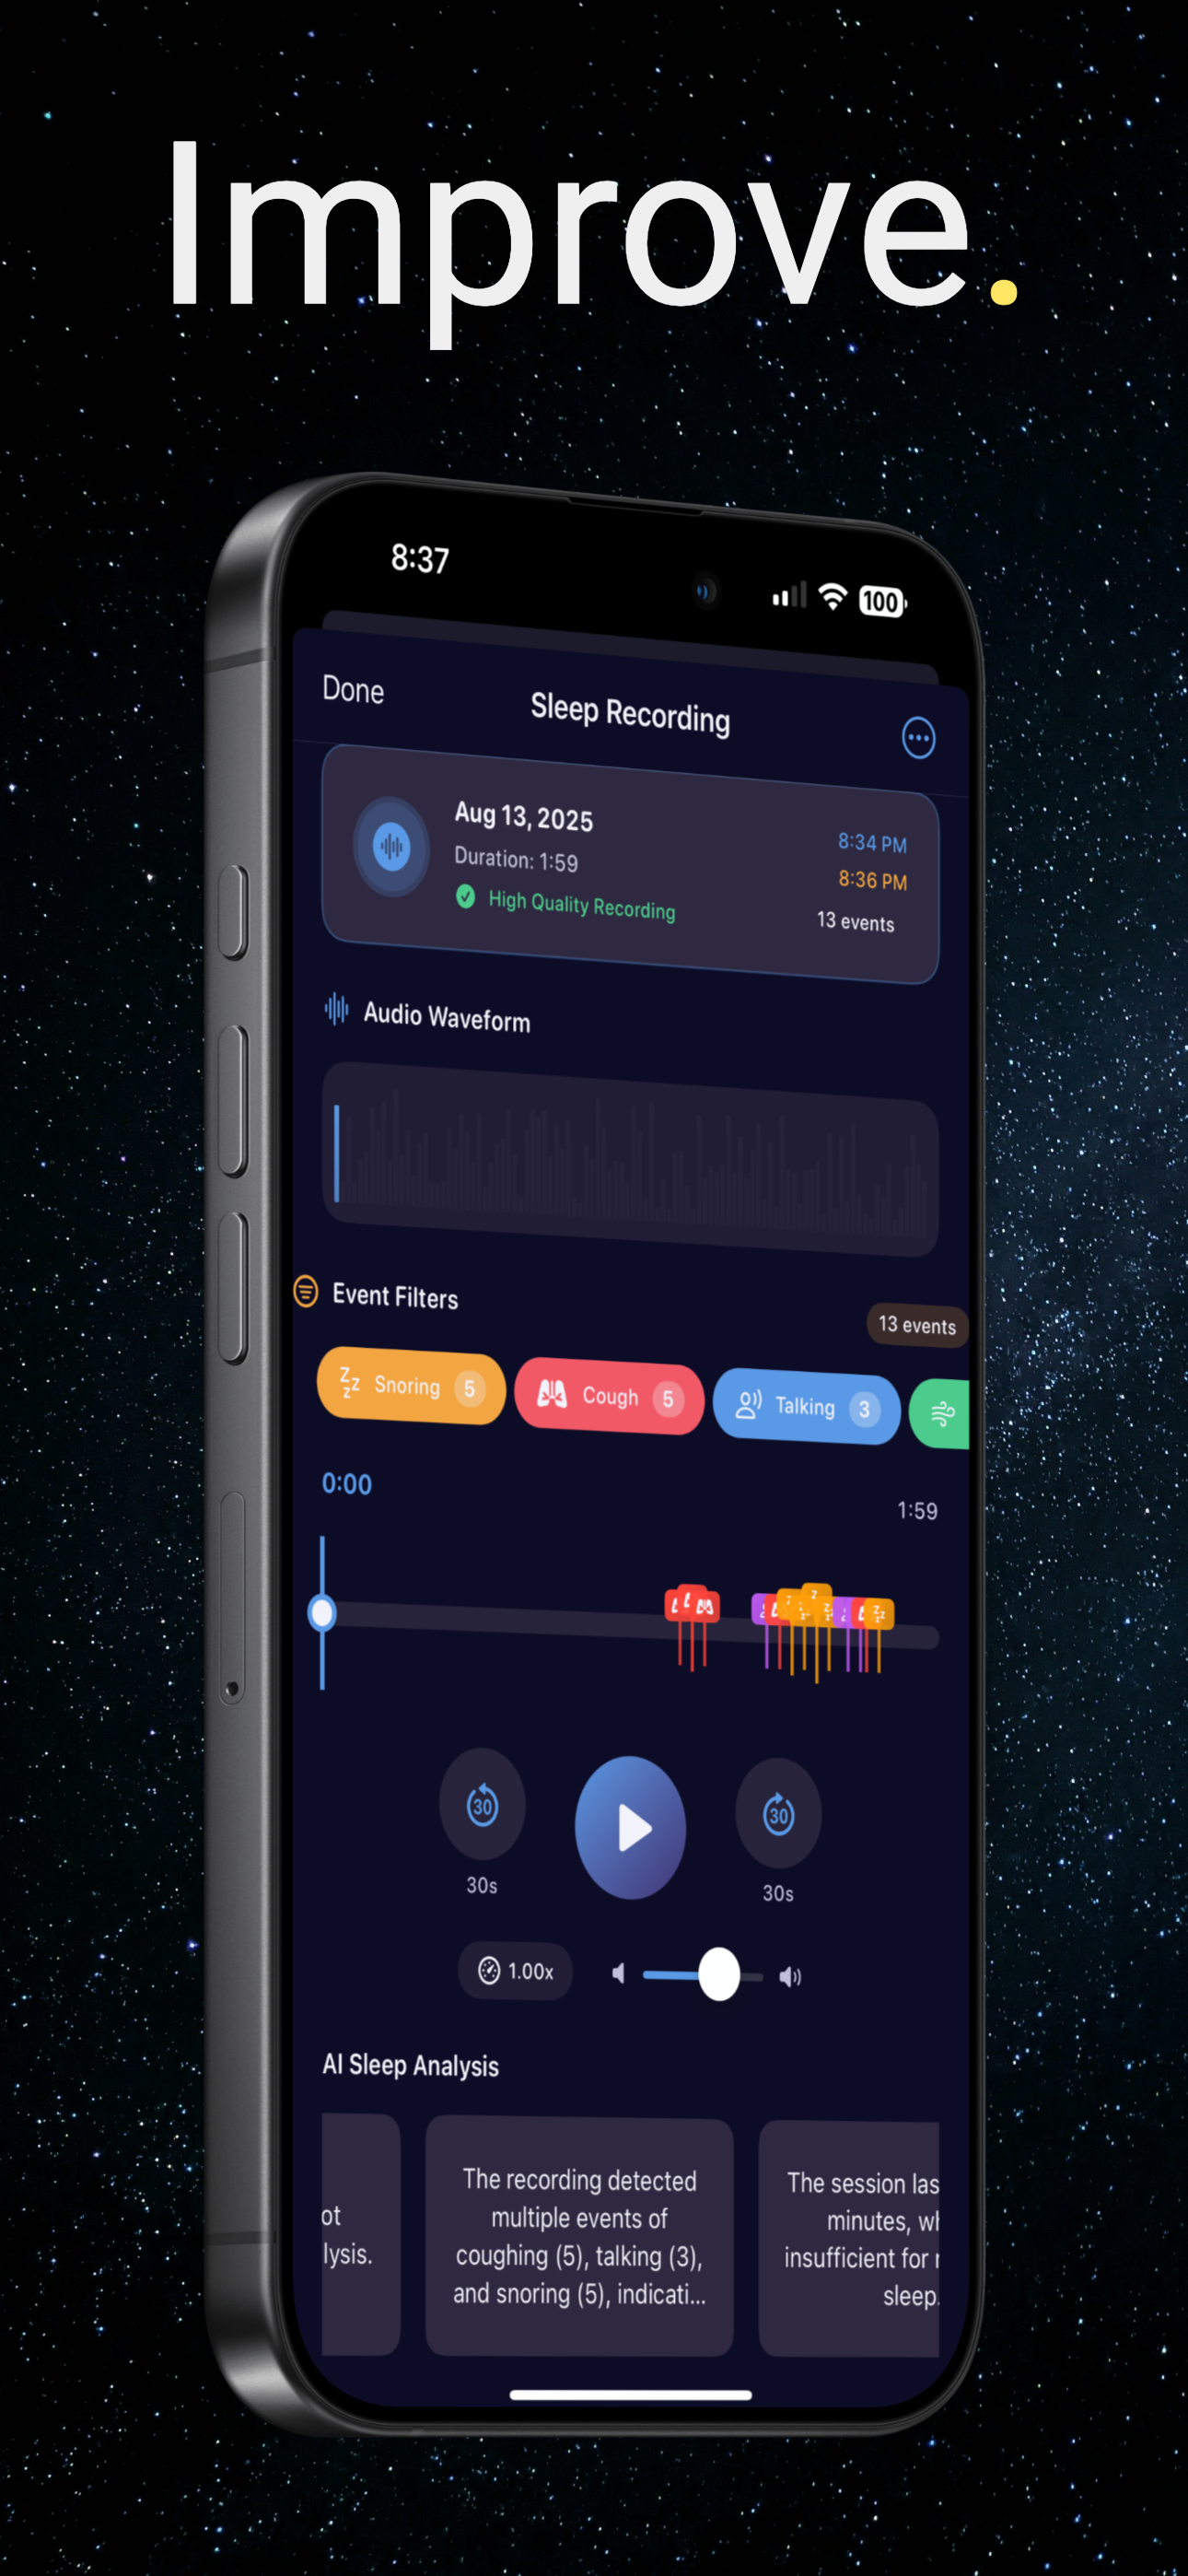 Improve.
8:37
100
Done
Sleep Recording
Aug 13, 2025
8:34 PM
Duration: 1:59
8:36 PM
High Quality Recording
13 events
Audio Waveform
Event Filters
13 events
Snoring 5
Cough 5
Talking 3
0:00
1:59
30
30
30s
30s
1.00x
AI Sleep Analysis
ot
lysis.
The recording detected
multiple events of
coughing (5), talking (3),
and snoring (5), indicati...
The session las
minutes, wh
insufficient for r
sleep.